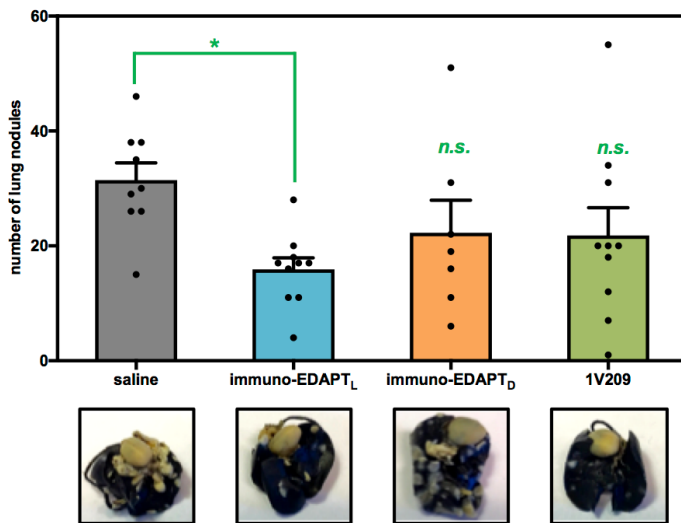 60
40
20
0
number of lung nodules
*
n.s.
n.s.
saline
immuno-EDAPTL
immuno-EDAPTD
1V209